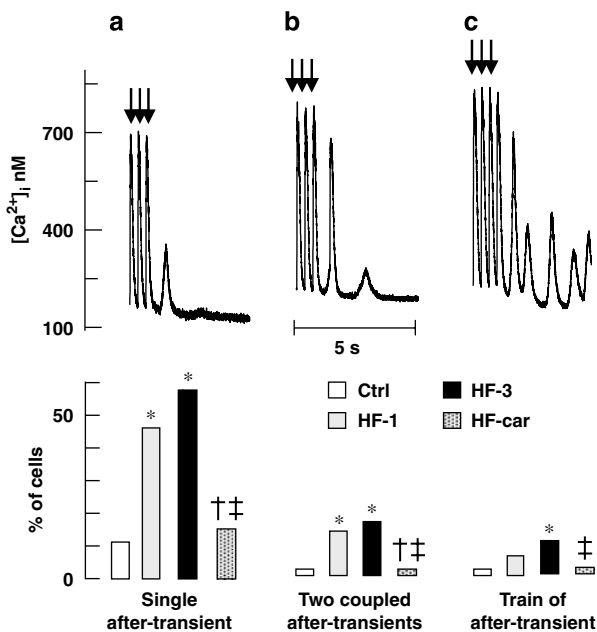 a
b
c
[Ca²⁺]ᵢ nM
700
400
100
5 s
% of cells
50
0
Ctrl
HF-1
HF-3
HF-car
*
*
†‡
*
*
†‡
*
‡
Single
after-transient
Two coupled
after-transients
Train of
after-transient